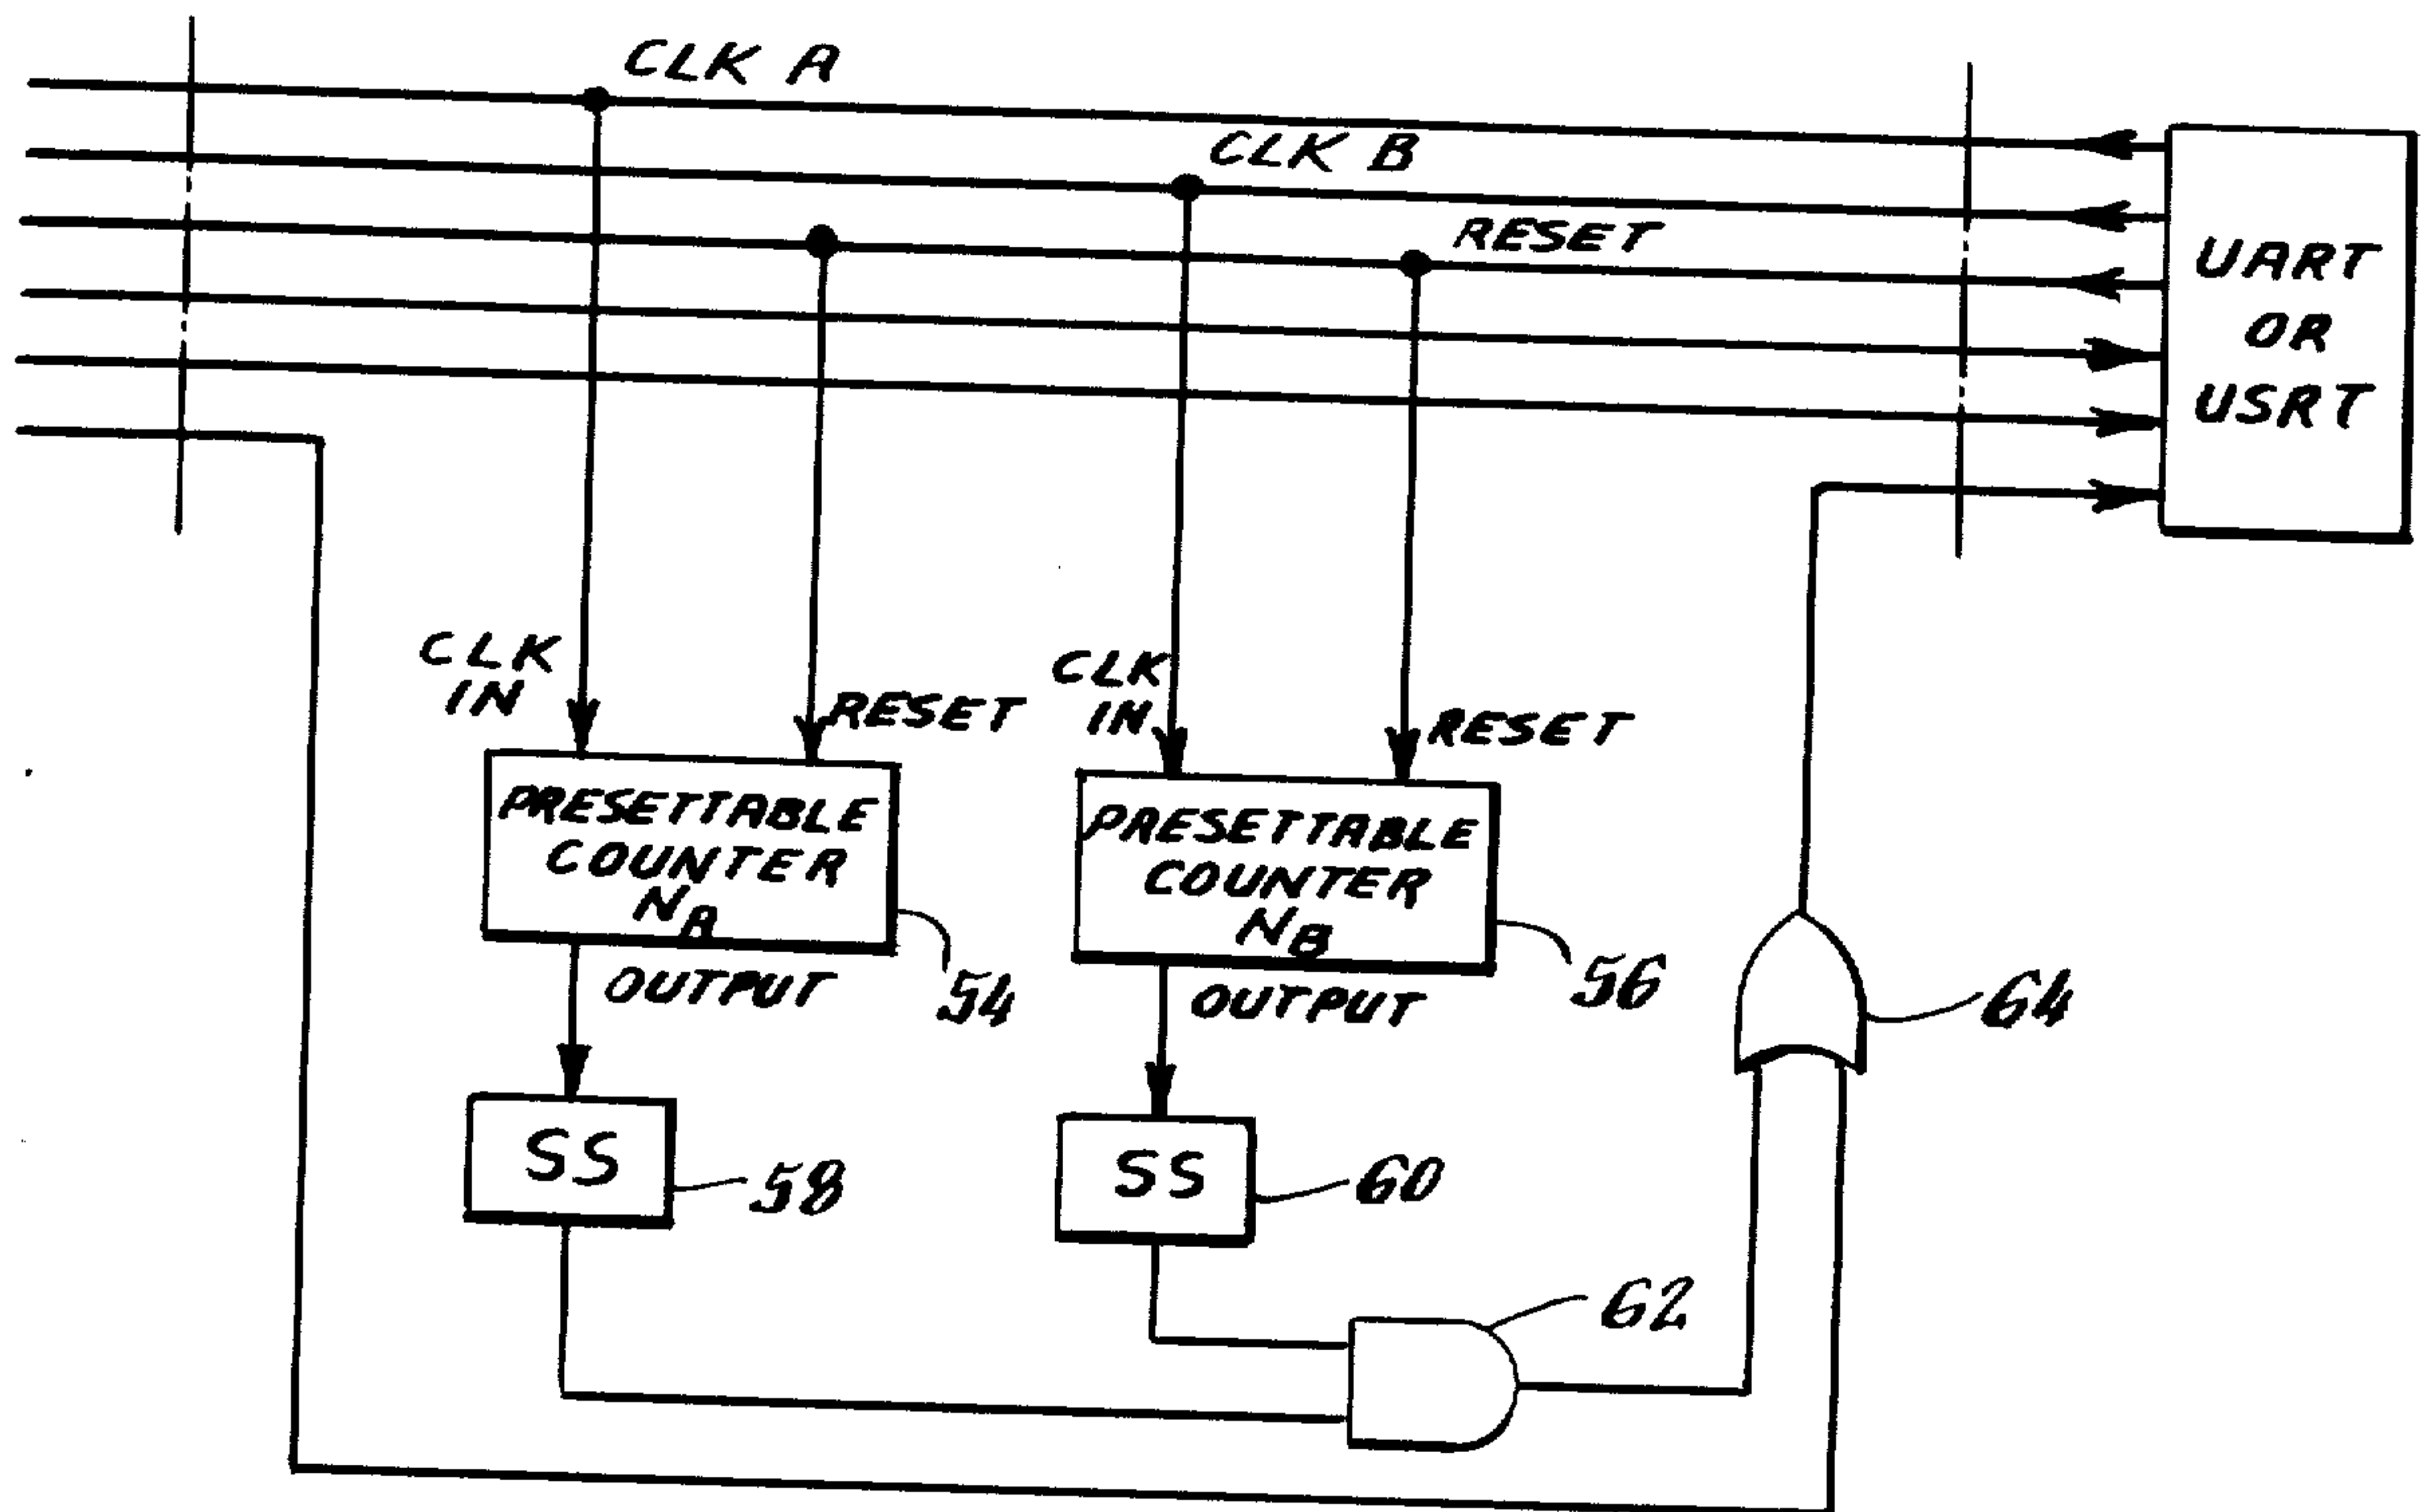 CLK A
CLK B
RESET
UART
OR
USRT
CLK
IN
RESET
CLK
IN
RESET
PRESETTABLE
COUNTER
NA
54
PRESETTABLE
COUNTER
NB
56
OUTPUT
OUTPUT
64
SS
58
SS
60
62